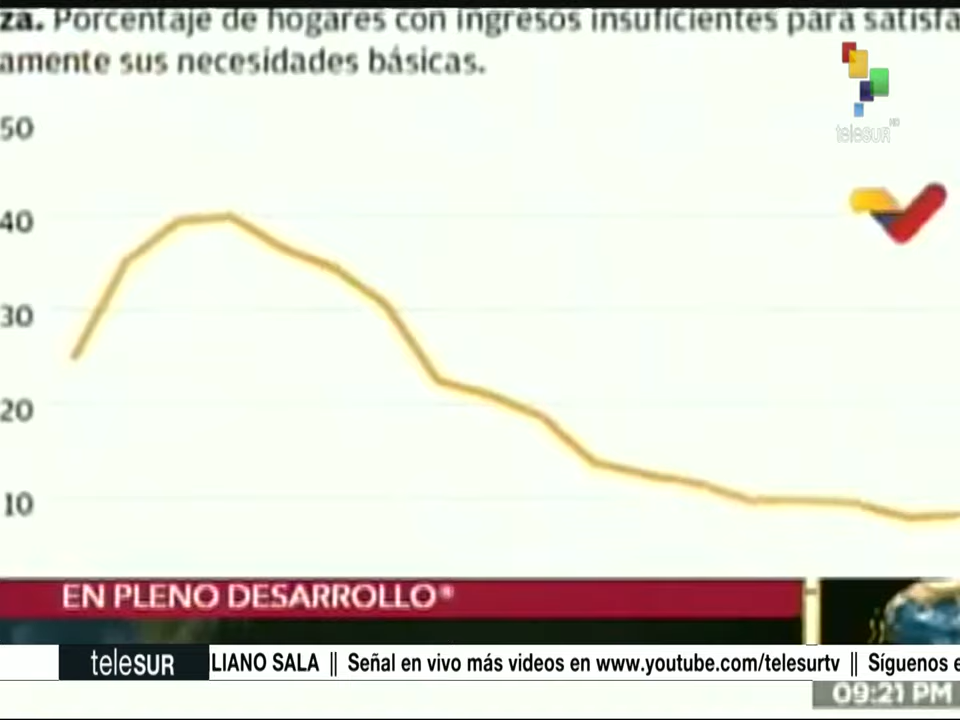 za. Porcentaje de hogares con ingresos insuficientes para satisfa
amente sus necesidades básicas.
50
teleSUR HD
40
30
20
10
EN PLENO DESARROLLO
teleSUR
LIANO SALA || Señal en vivo más videos en www.youtube.com/telesurtv || Síguenos e
09:21 PM